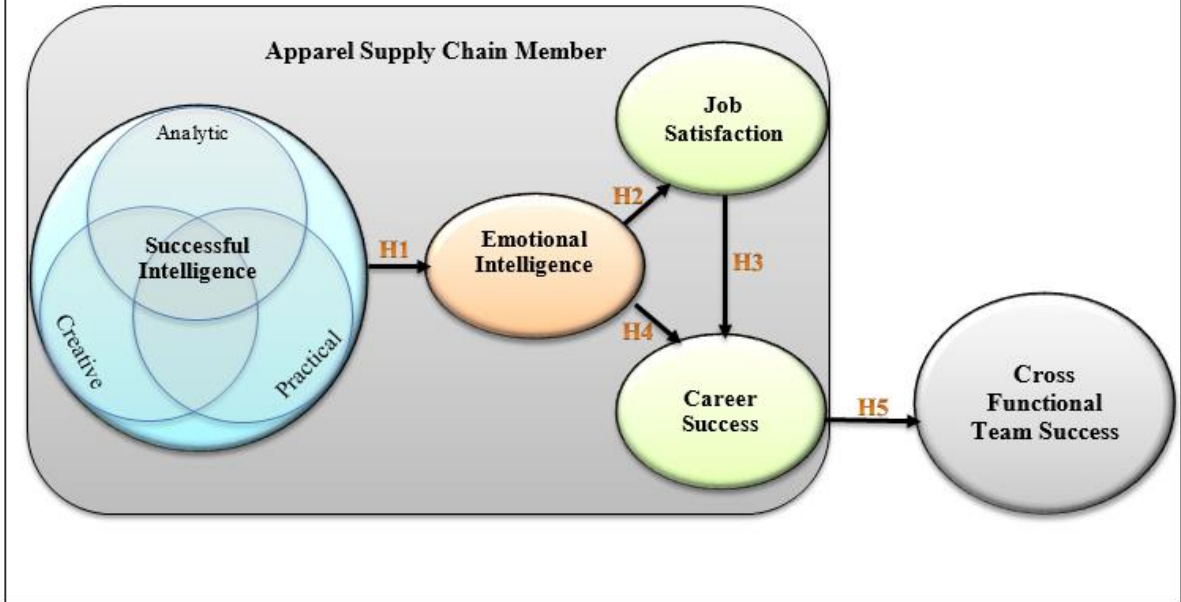 Apparel Supply Chain Member
Analytic
Successful
Intelligence
Creative
Practical
H1
Emotional
Intelligence
H2
Job
Satisfaction
H3
H4
Career
Success
H5
Cross
Functional
Team Success